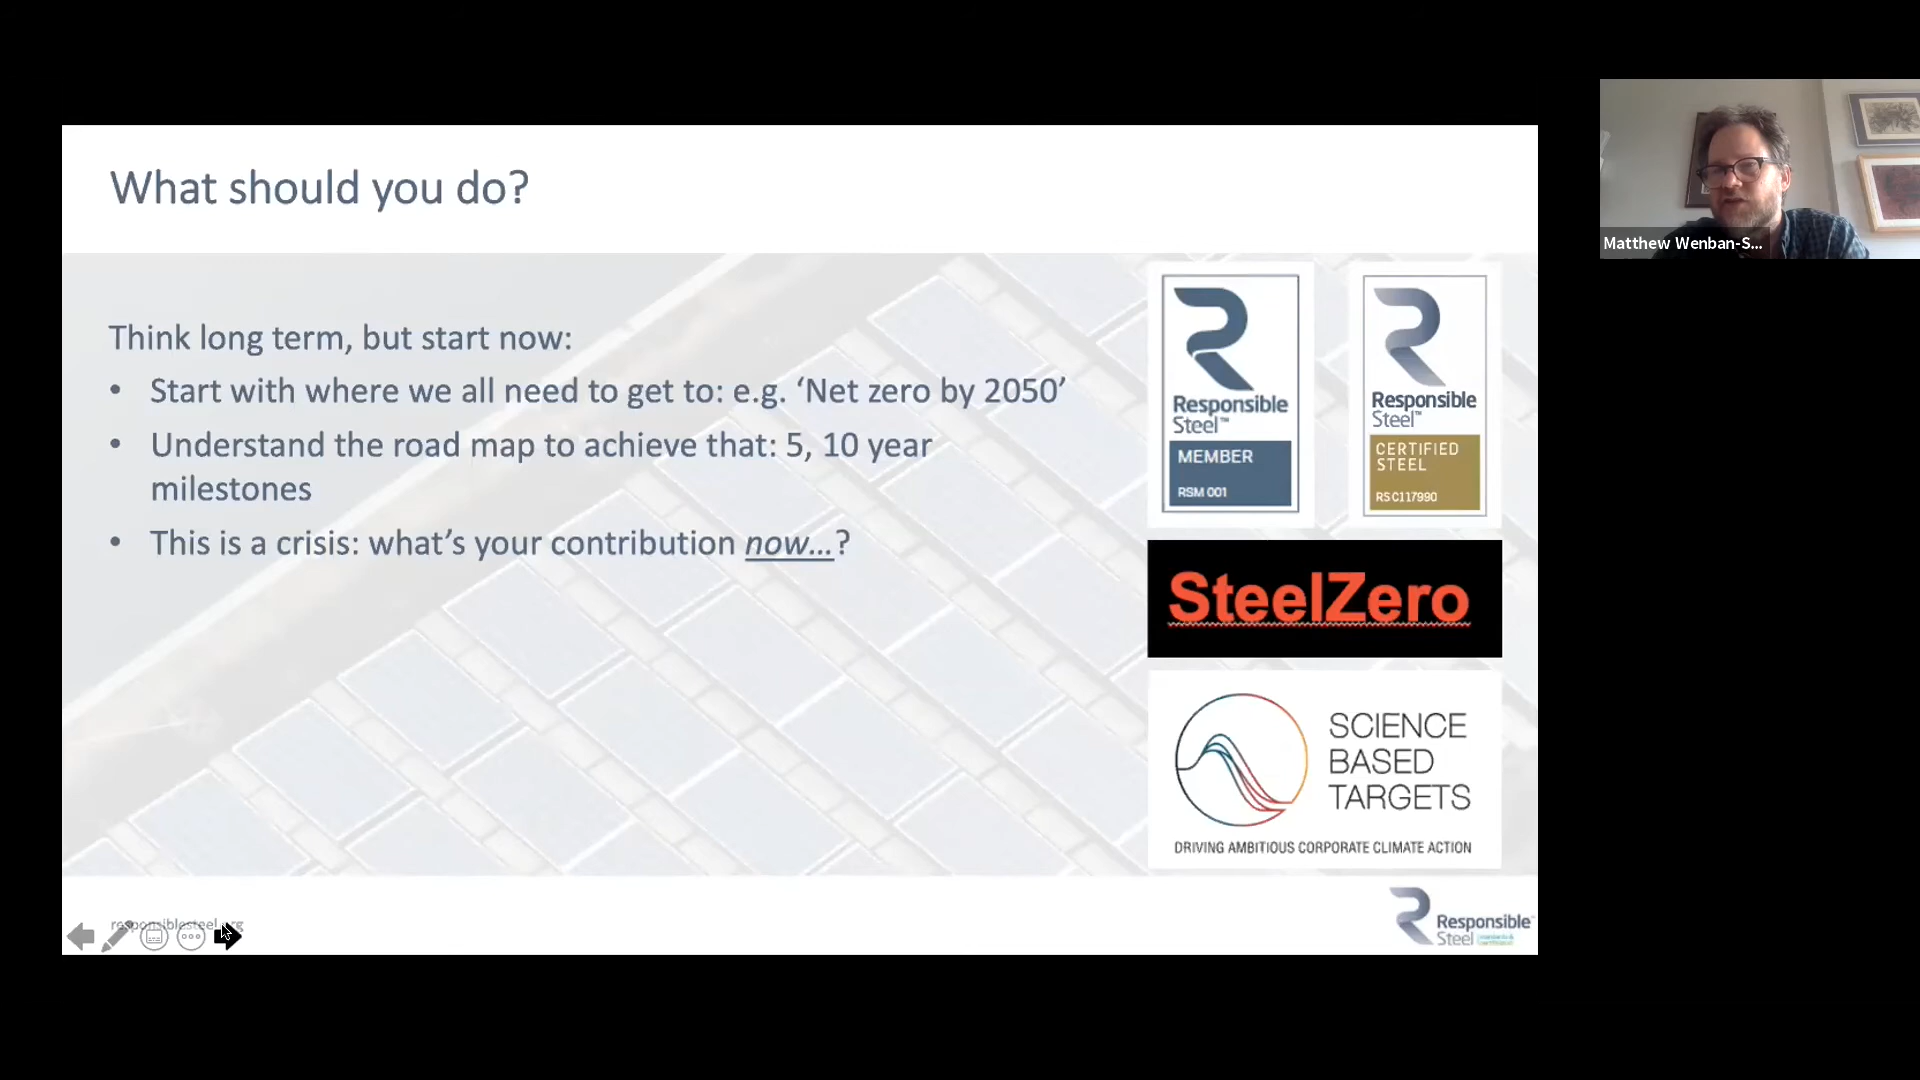 What should you do?
Think long term, but start now:
• Start with where we all need to get to: e.g. ‘Net zero by 2050’
• Understand the road map to achieve that: 5, 10 year
milestones
• This is a crisis: what’s your contribution now...?
Responsible
Steel™
MEMBER
RSM 001
Responsible
Steel™
CERTIFIED
STEEL
RSC117990
SteelZero
SCIENCE
BASED
TARGETS
DRIVING AMBITIOUS CORPORATE CLIMATE ACTION
Responsible
Steel
Matthew Wenban-S...